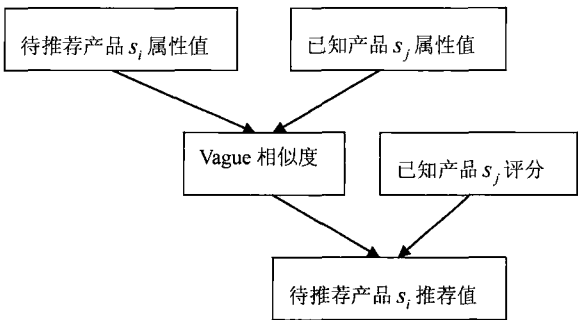 待推荐产品 s_i 属性值
已知产品 s_j 属性值
Vague 相似度
已知产品 s_j 评分
待推荐产品 s_i 推荐值